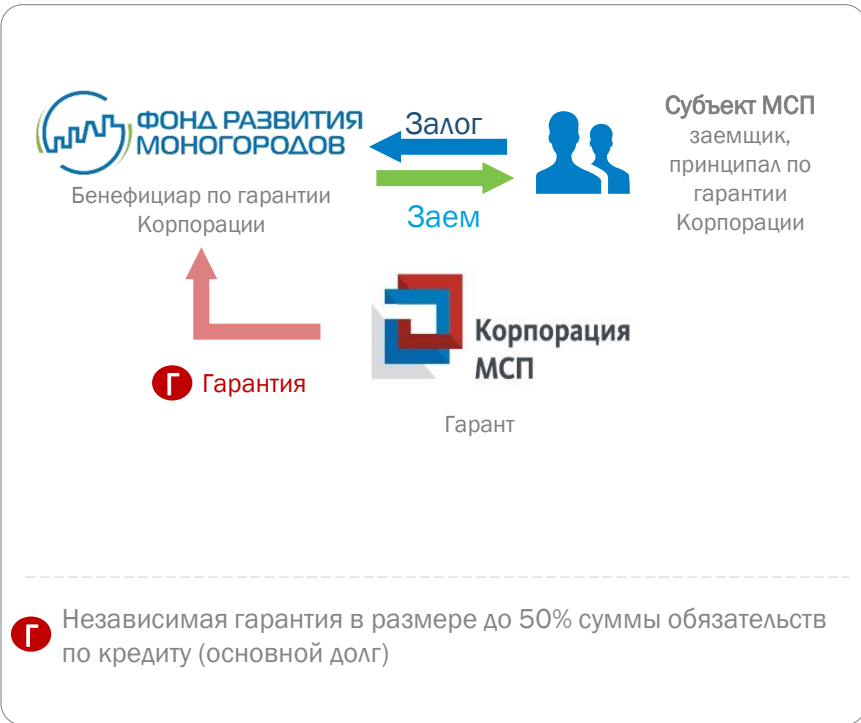 ФОНД РАЗВИТИЯ
МОНОГОРОДОВ
Бенефициар по гарантии
Корпорации
Залог
Заем
Субъект МСП
заемщик,
принципал по
гарантии
Корпорации
Г Гарантия
Корпорация
МСП
Гарант
Г Независимая гарантия в размере до 50% суммы обязательств
по кредиту (основной долг)